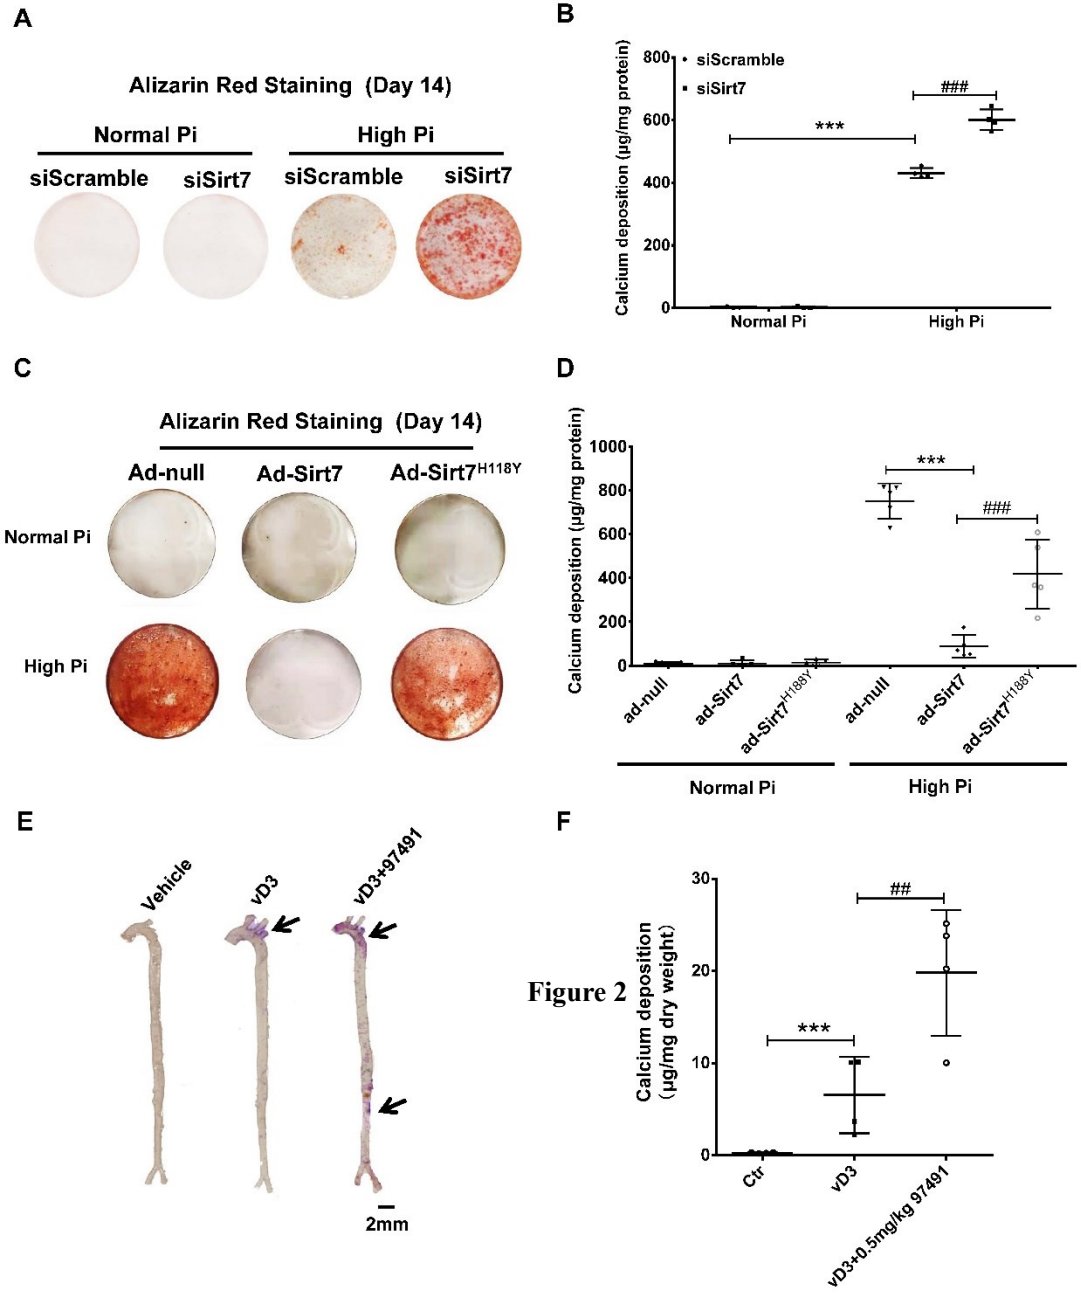 A
Alizarin Red Staining (Day 14)
Normal Pi
High Pi
siScramble
siSirt7
siScramble
siSirt7
B
Calcium deposition (μg/mg protein)
800
600
400
200
0
siScramble
siSirt7
***
###
Normal Pi
High Pi
C
Alizarin Red Staining (Day 14)
Ad-null
Ad-Sirt7
Ad-Sirt7H118Y
Normal Pi
High Pi
D
Calcium deposition (μg/mg protein)
1000
800
600
400
200
0
***
###
ad-null
ad-Sirt7
ad-Sirt7H188Y
ad-null
ad-Sirt7
ad-Sirt7H188Y
Normal Pi
High Pi
E
Vehicle
vD3
vD3+97491
2mm
Figure 2
F
Calcium deposition
(μg/mg dry weight)
30
20
10
0
***
##
Ctr
vD3
vD3+0.5mg/kg 97491